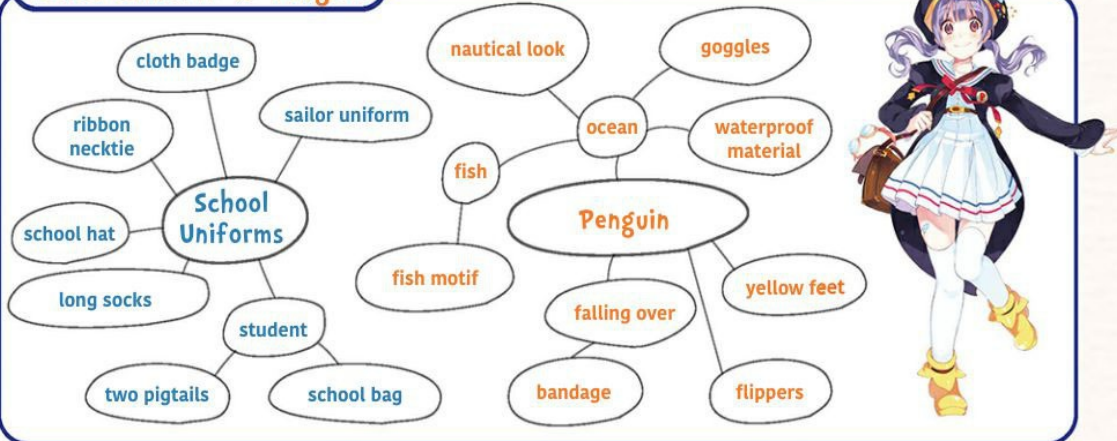 cloth badge
ribbon
necktie
sailor uniform
School
Uniforms
school hat
long socks
student
two pigtails
school bag
nautical look
goggles
ocean
waterproof
material
fish
fish motif
Penguin
falling over
yellow feet
bandage
flippers